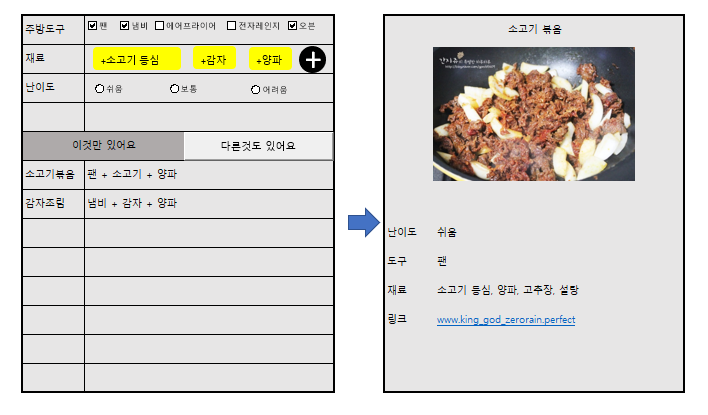 주방도구 팬 냄비 에어프라이어 전자레인지 오븐
재료 +소고기 등심 +감자 +양파 +
난이도 쉬움 보통 어려움
이것만 있어요 다른것도 있어요
소고기볶음 팬 + 소고기 + 양파
감자조림 냄비 + 감자 + 양파
소고기 볶음
난이도 쉬움
도구 팬
재료 소고기 등심, 양파, 고추장, 설탕
링크 www.king_god_zerorain.perfect